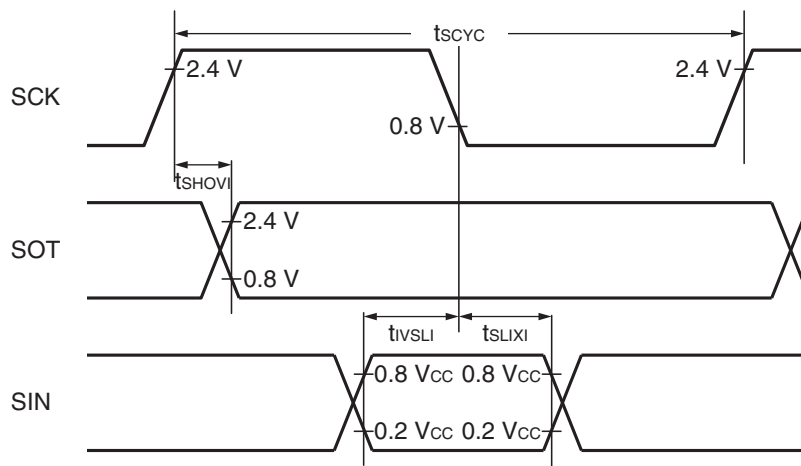 tSCYC
SCK
2.4 V
2.4 V
0.8 V
tSHOVI
SOT
2.4 V
0.8 V
tIVSLI
tSLIXI
SIN
0.8 VCC
0.8 VCC
0.2 VCC
0.2 VCC